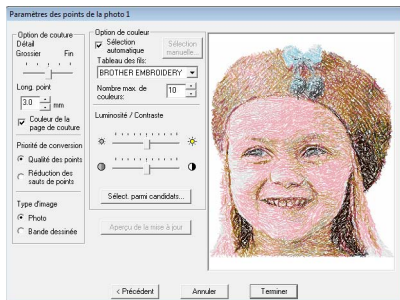 Paramètres des points de la photo 1
Option de couture
Détail
Grossier Fin
Long. point
3.0 mm
Couleur de la
page de couture
Priorité de conversion
Qualité des points
Réduction des
sauts de points
Type d'image
Photo
Bande dessinée
Option de couleur
Sélection
automatique
Sélection
manuelle...
Tableau des fils:
BROTHER EMBROIDERY
Nombre max. de
couleurs:
10
Luminosité / Contraste
Sélect. parmi candidats...
Aperçu de la mise à jour
< Précédent Annuler Terminer